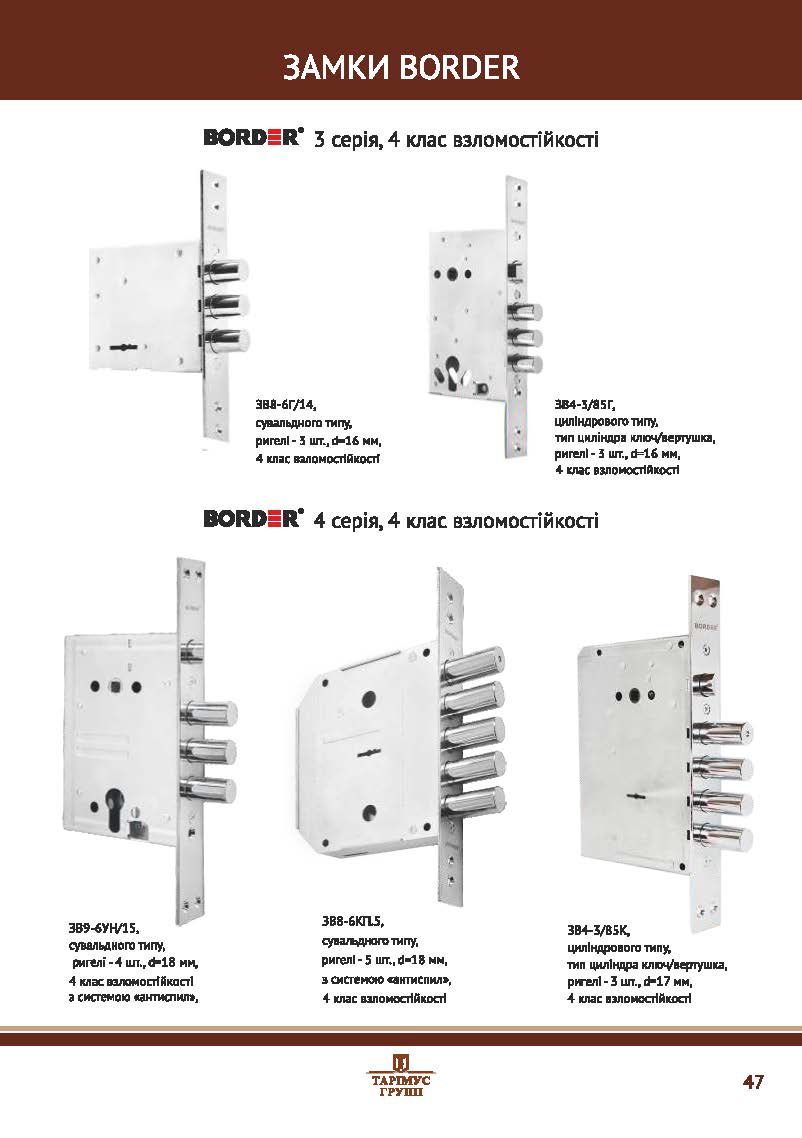 ЗАМКИ BORDER
BORDER® 3 серія, 4 клас взломостійкості
ЗВ8-6Г/14,
сувальдного типу,
ригелі - 3 шт., d=16 мм,
4 клас взломостійкості
ЗВ4-3/85Г,
циліндрового типу,
тип циліндра ключ/вертушка,
ригелі - 3 шт., d=16 мм,
4 клас взломостійкості
BORDER® 4 серія, 4 клас взломостійкості
BORDER
ЗВ9-6УН/15,
сувальдного типу,
ригелі - 4 шт., d=18 мм,
4 клас взломостійкості
з системою «антиспил»,
ЗВ8-6КП.5,
сувальдного типу,
ригелі - 5 шт., d=18 мм,
з системою «антиспил»,
4 клас взломостійкості
ЗВ4-3/85К,
циліндрового типу,
тип циліндра ключ/вертушка,
ригелі - 3 шт., d=17 мм,
4 клас взломостійкості
ТАРІМУС
ГРУПП
47